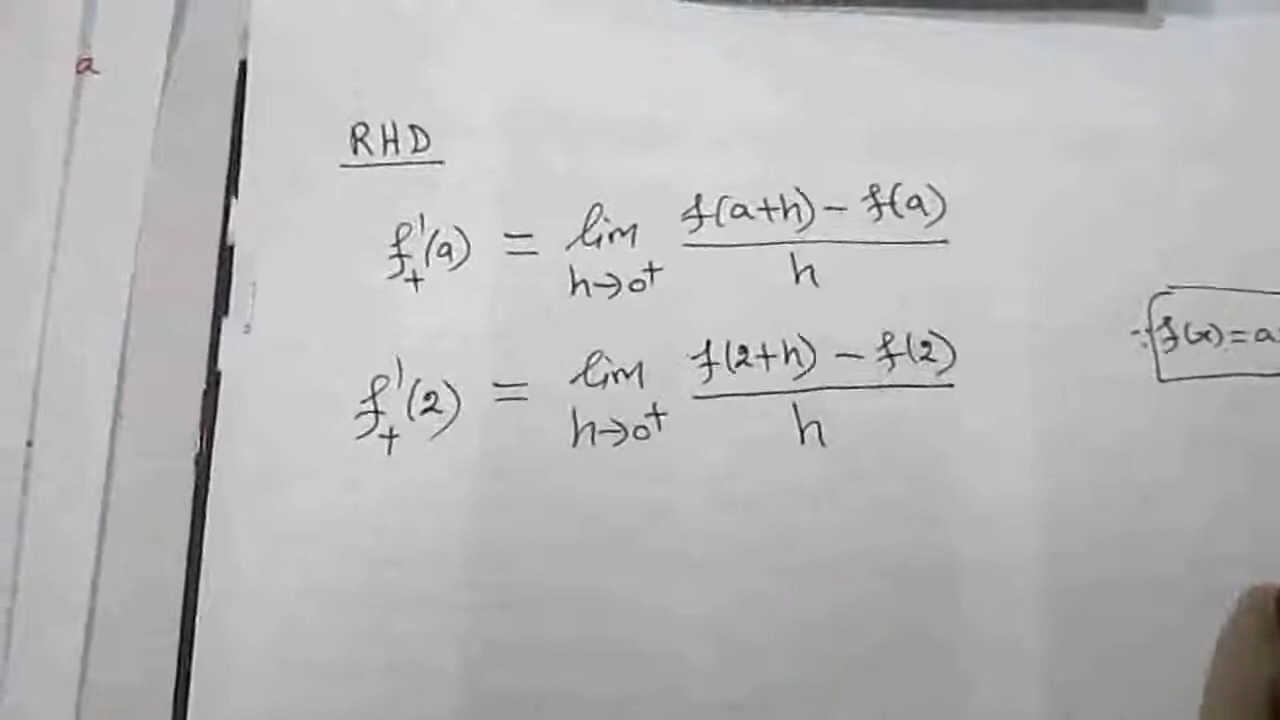 a
RHD
f₊'(a) = lim h→0⁺ (f(a+h) - f(a))/h
f₊'(2) = lim h→0⁺ (f(2+h) - f(2))/h
∵ f(x) = a